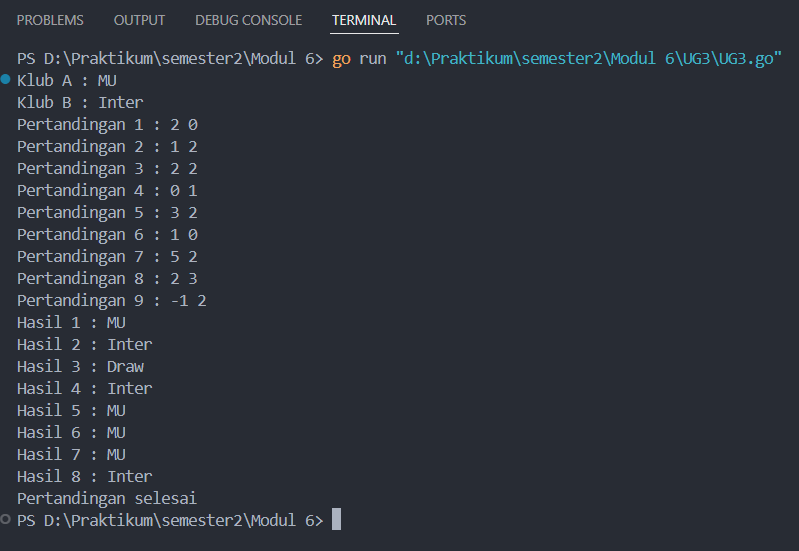 PROBLEMS OUTPUT DEBUG CONSOLE TERMINAL PORTS
PS D:\Praktikum\semester2\Modul 6> go run "d:\Praktikum\semester2\Modul 6\UG3\UG3.go"
Klub A : MU
Klub B : Inter
Pertandingan 1 : 2 0
Pertandingan 2 : 1 2
Pertandingan 3 : 2 2
Pertandingan 4 : 0 1
Pertandingan 5 : 3 2
Pertandingan 6 : 1 0
Pertandingan 7 : 5 2
Pertandingan 8 : 2 3
Pertandingan 9 : -1 2
Hasil 1 : MU
Hasil 2 : Inter
Hasil 3 : Draw
Hasil 4 : Inter
Hasil 5 : MU
Hasil 6 : MU
Hasil 7 : MU
Hasil 8 : Inter
Pertandingan selesai
PS D:\Praktikum\semester2\Modul 6>